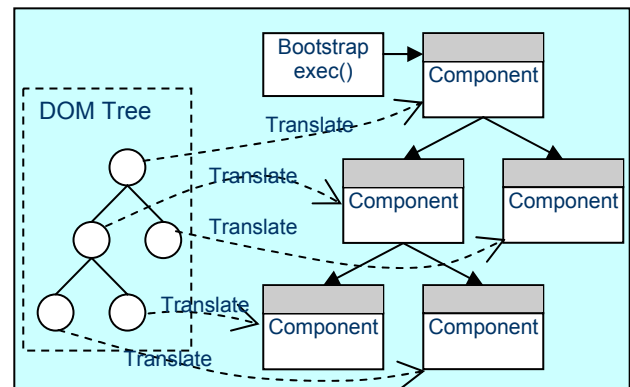 Bootstrap
exec()
Component
DOM Tree
Translate
Translate
Component
Component
Translate
Translate
Component
Component
Translate